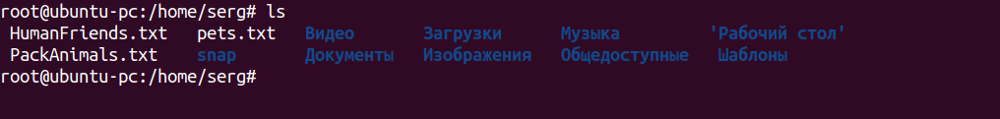 root@ubuntu-pc:/home/serg# ls
HumanFriends.txt pets.txt Видео Загрузки Музыка 'Рабочий стол'
PackAnimals.txt snap Документы Изображения Общедоступные Шаблоны
root@ubuntu-pc:/home/serg#